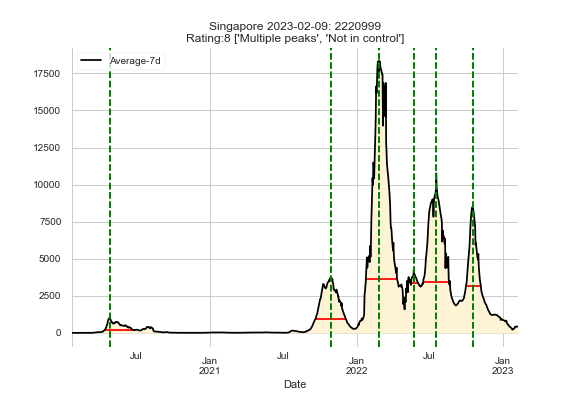 Singapore 2023-02-09: 2220999
Rating:8 ['Multiple peaks', 'Not in control']
Average-7d
17500
15000
12500
10000
7500
5000
2500
0
Jul Jan Jul Jan Jul Jan
2021 2022 2023
Date